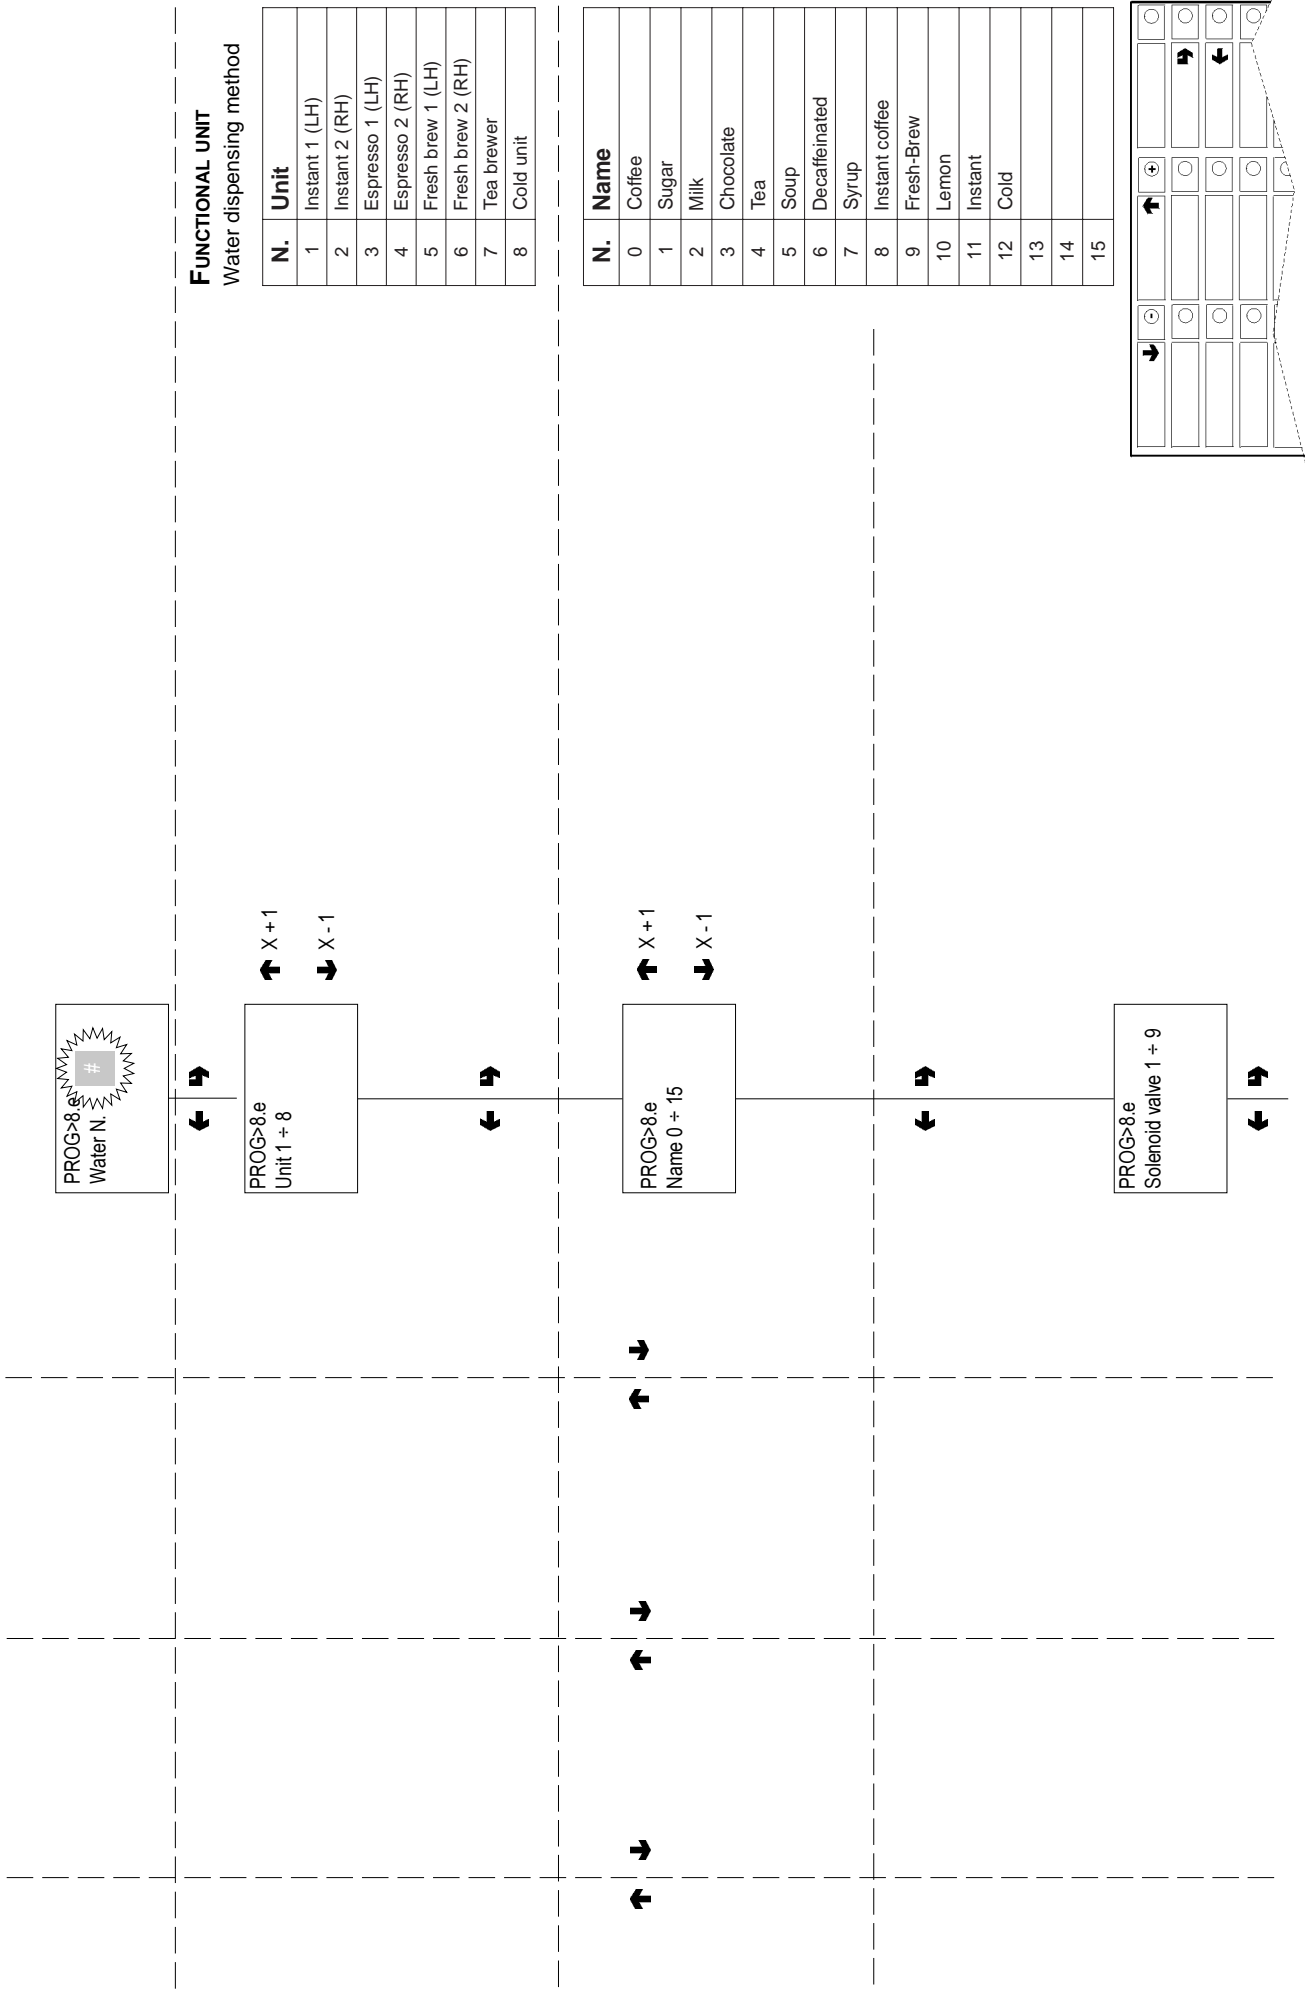 PROG>8.e
Water N. #
FUNCTIONAL UNIT
Water dispensing method
PROG>8.e
Unit 1 ÷ 8
X + 1
X - 1
N. Unit
1 Instant 1 (LH)
2 Instant 2 (RH)
3 Espresso 1 (LH)
4 Espresso 2 (RH)
5 Fresh brew 1 (LH)
6 Fresh brew 2 (RH)
7 Tea brewer
8 Cold unit
PROG>8.e
Name 0 ÷ 15
X + 1
X - 1
N. Name
0 Coffee
1 Sugar
2 Milk
3 Chocolate
4 Tea
5 Soup
6 Decaffeinated
7 Syrup
8 Instant coffee
9 Fresh-Brew
10 Lemon
11 Instant
12 Cold
13
14
15
PROG>8.e
Solenoid valve 1 ÷ 9
- +